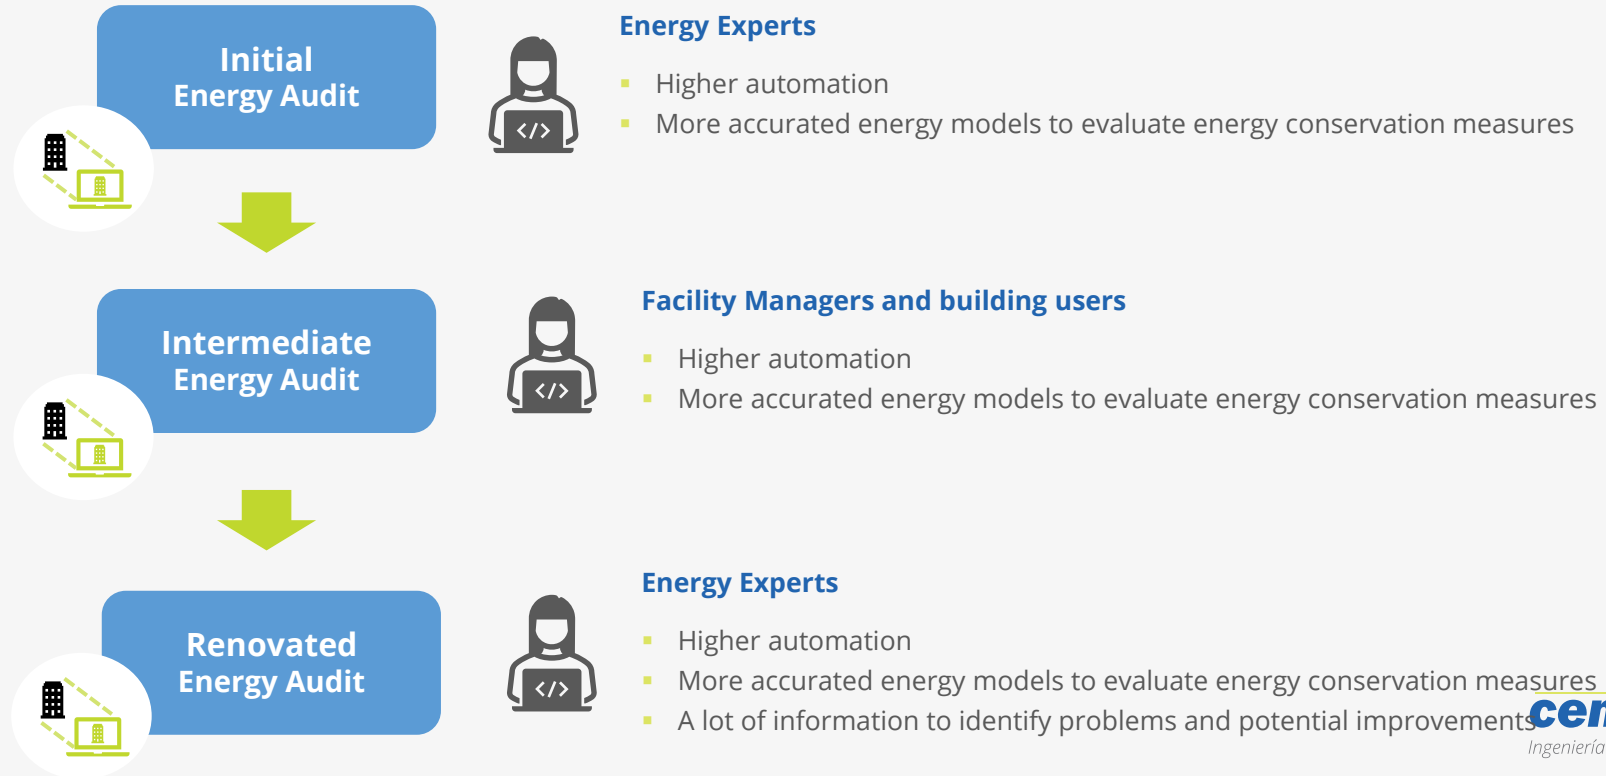 Initial
Energy Audit
Energy Experts
Higher automation
More accurated energy models to evaluate energy conservation measures
</>
Intermediate
Energy Audit
Facility Managers and building users
Higher automation
More accurated energy models to evaluate energy conservation measures
</>
Renovated
Energy Audit
Energy Experts
Higher automation
More accurated energy models to evaluate energy conservation measures
A lot of information to identify problems and potential improvements
</>
Ingeniería